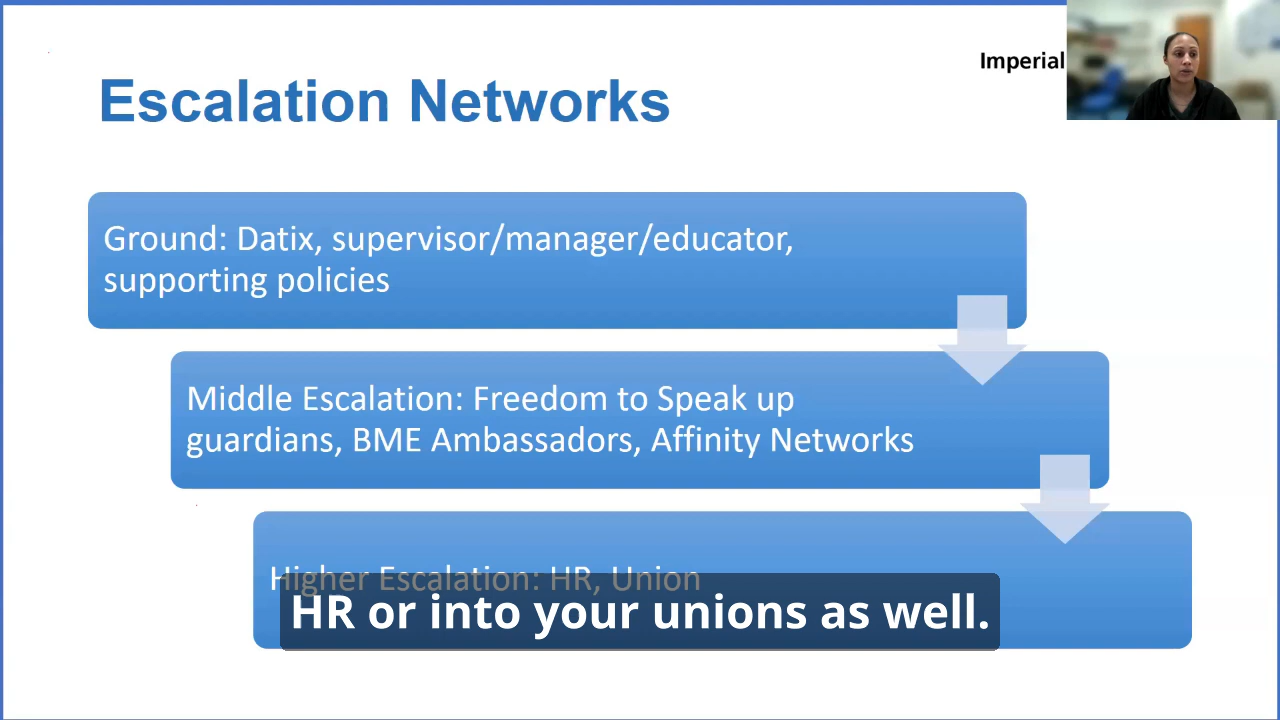 Imperial
Escalation Networks
Ground: Datix, supervisor/manager/educator,
supporting policies
Middle Escalation: Freedom to Speak up
guardians, BME Ambassadors, Affinity Networks
Higher Escalation: HR, Union
HR or into your unions as well.